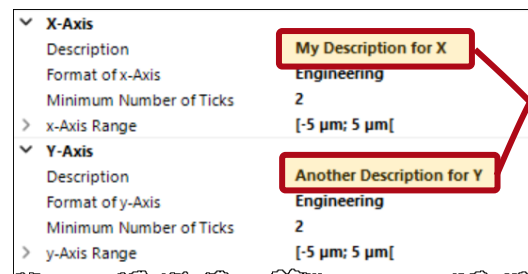 X-Axis
Description My Description for X
Format of x-Axis Engineering
Minimum Number of Ticks 2
x-Axis Range [-5 µm; 5 µm[
Y-Axis
Description Another Description for Y
Format of y-Axis Engineering
Minimum Number of Ticks 2
y-Axis Range [-5 µm; 5 µm[